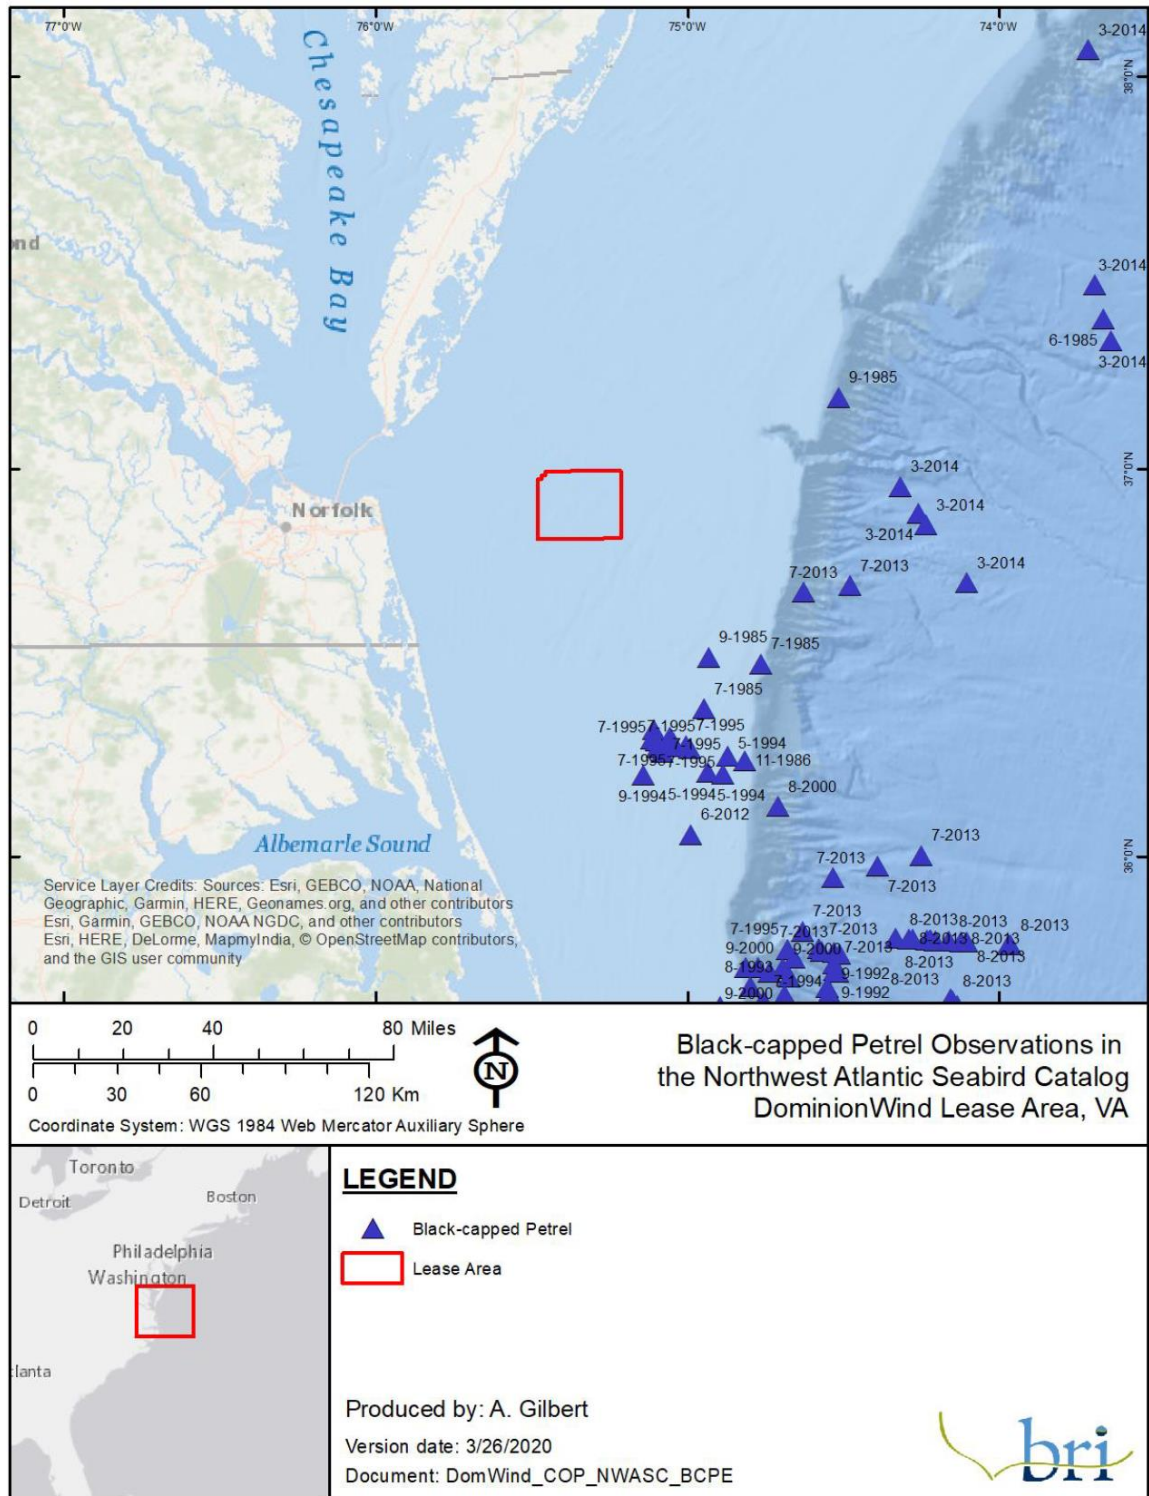 77°0'W
76°0'W
75°0'W
74°0'W
3-2014
38°0'N
Chesapeake Bay
nd
3-2014
6-1985
3-2014
9-1985
37°0'N
3-2014
Norfolk
3-2014
3-2014
7-2013
7-2013
3-2014
9-1985
7-1985
7-1985
7-1995
7-1995
7-1995
7-1995
5-1994
7-1995
7-1995
11-1986
9-1994
5-1994
5-1994
8-2000
6-2012
Albemarle Sound
36°0'N
7-2013
7-2013
7-2013
Service Layer Credits: Sources: Esri, GEBCO, NOAA, National
Geographic, Garmin, HERE, Geonames.org, and other contributors
Esri, Garmin, GEBCO, NOAA NGDC, and other contributors
Esri, HERE, DeLorme, MapmyIndia, © OpenStreetMap contributors,
and the GIS user community
7-2013
7-1995
7-2013
7-2013
8-2013
8-2013
8-2013
9-2000
9-2000
7-2013
8-2013
8-2013
8-1993
8-2013
8-2013
7-1994
9-1992
8-2013
8-2013
9-2000
9-1992
0 20 40 80 Miles
0 30 60 120 Km
N
Coordinate System: WGS 1984 Web Mercator Auxiliary Sphere
Black-capped Petrel Observations in
the Northwest Atlantic Seabird Catalog
DominionWind Lease Area, VA
Toronto
Detroit
Boston
Philadelphia
Washington
lanta
LEGEND
Black-capped Petrel
Lease Area
Produced by: A. Gilbert
Version date: 3/26/2020
Document: DomWind_COP_NWASC_BCPE
bri